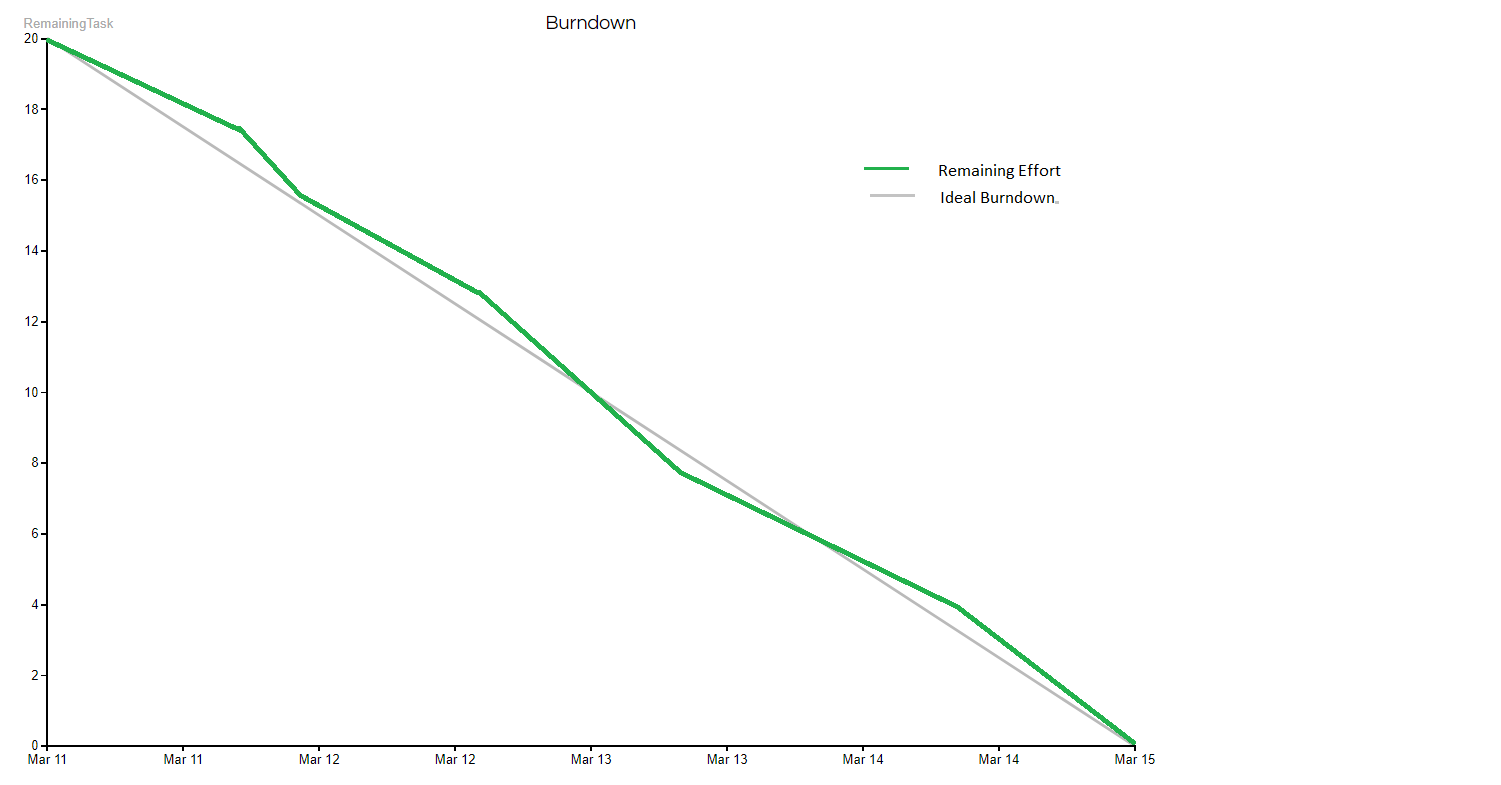 RemainingTask
Burndown
20
18
16
Remaining Effort
Ideal Burndown.
14
12
10
8
6
4
2
0
Mar 11 Mar 11 Mar 12 Mar 12 Mar 13 Mar 13 Mar 14 Mar 14 Mar 15